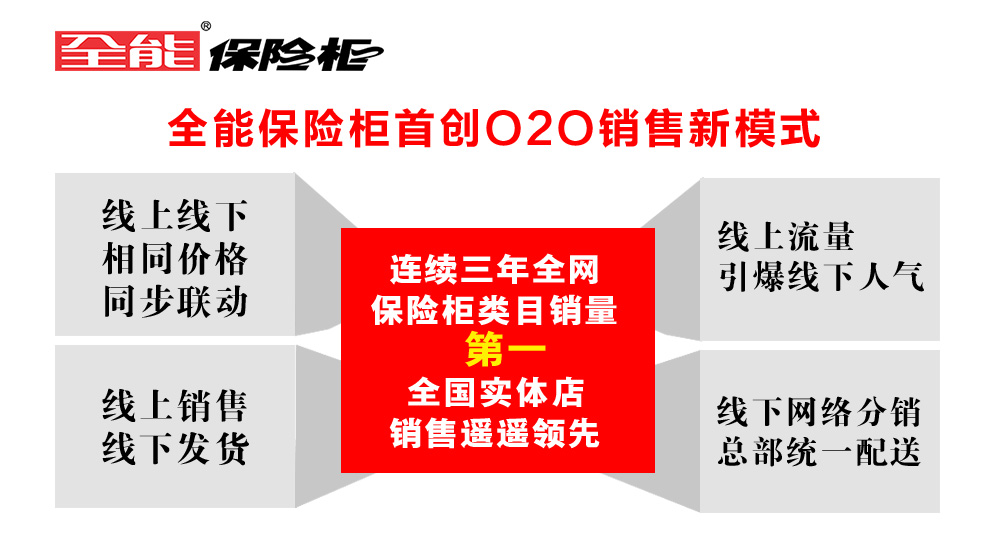 全能®保险柜
全能保险柜首创O2O销售新模式
线上线下
相同价格
同步联动
线上销售
线下发货
连续三年全网
保险柜类目销量
第一
全国实体店
销售遥遥领先
线上流量
引爆线下人气
线下网络分销
总部统一配送